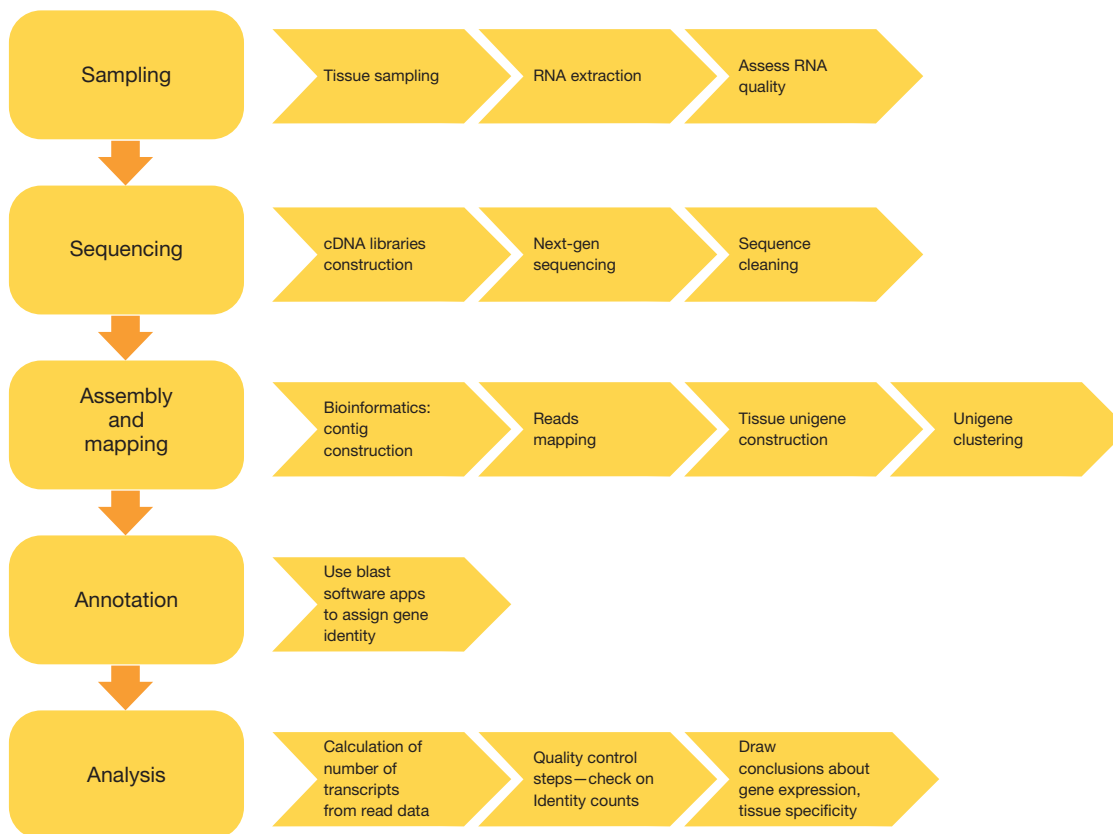 Sampling
Tissue sampling
RNA extraction
Assess RNA
quality
Sequencing
cDNA libraries
construction
Next-gen
sequencing
Sequence
cleaning
Assembly
and
mapping
Bioinformatics:
contig
construction
Reads
mapping
Tissue unigene
construction
Unigene
clustering
Annotation
Use blast
software apps
to assign gene
identity
Analysis
Calculation of
number of
transcripts
from read data
Quality control
steps—check on
Identity counts
Draw
conclusions about
gene expression,
tissue specificity